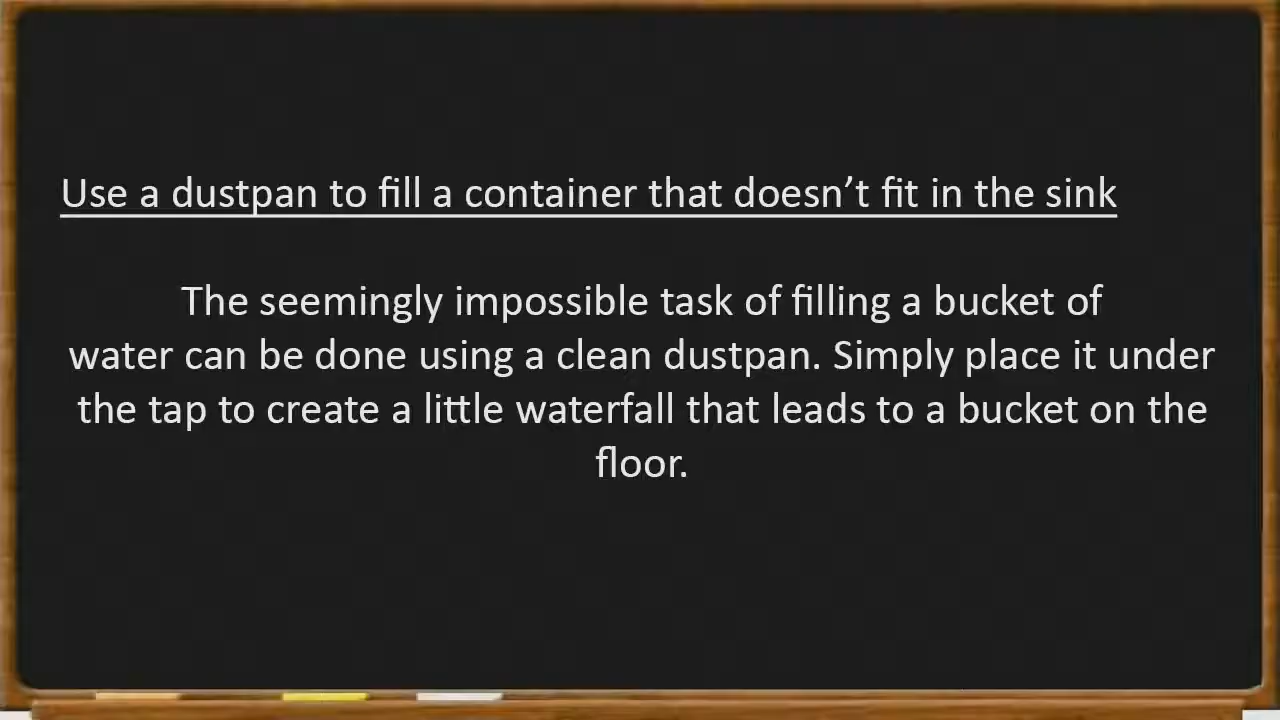 Use a dustpan to fill a container that doesn’t fit in the sink
The seemingly impossible task of filling a bucket of
water can be done using a clean dustpan. Simply place it under
the tap to create a little waterfall that leads to a bucket on the
floor.